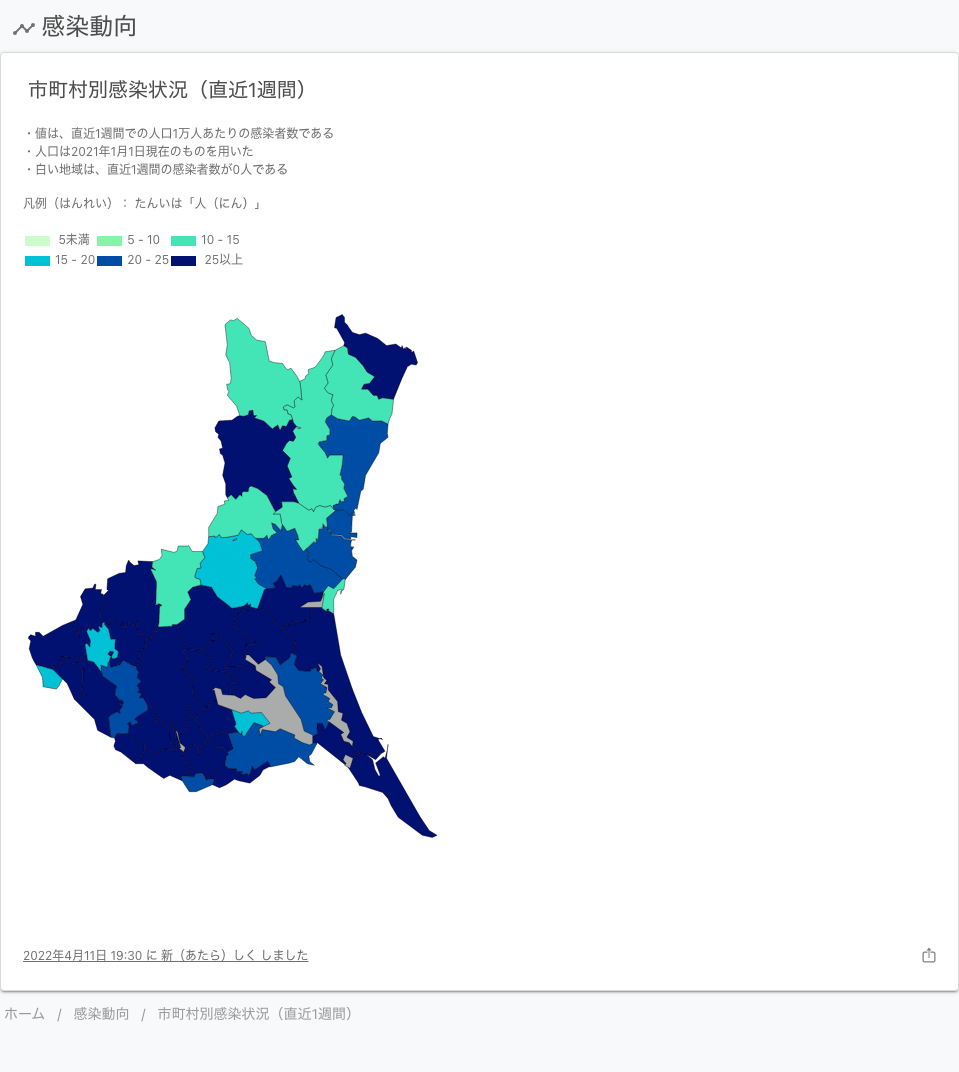 感染動向
市町村別感染状況（直近1週間）
・値は、直近1週間での人口1万人あたりの感染者数である
・人口は2021年1月1日現在のものを用いた
・白い地域は、直近1週間の感染者数が0人である
凡例（はんれい）： たんいは「人（にん）」
5未満 5 - 10 10 - 15
15 - 20 20 - 25 25以上
2022年4月11日 19:30 に 新（あたら）しく しました
ホーム / 感染動向 / 市町村別感染状況（直近1週間）